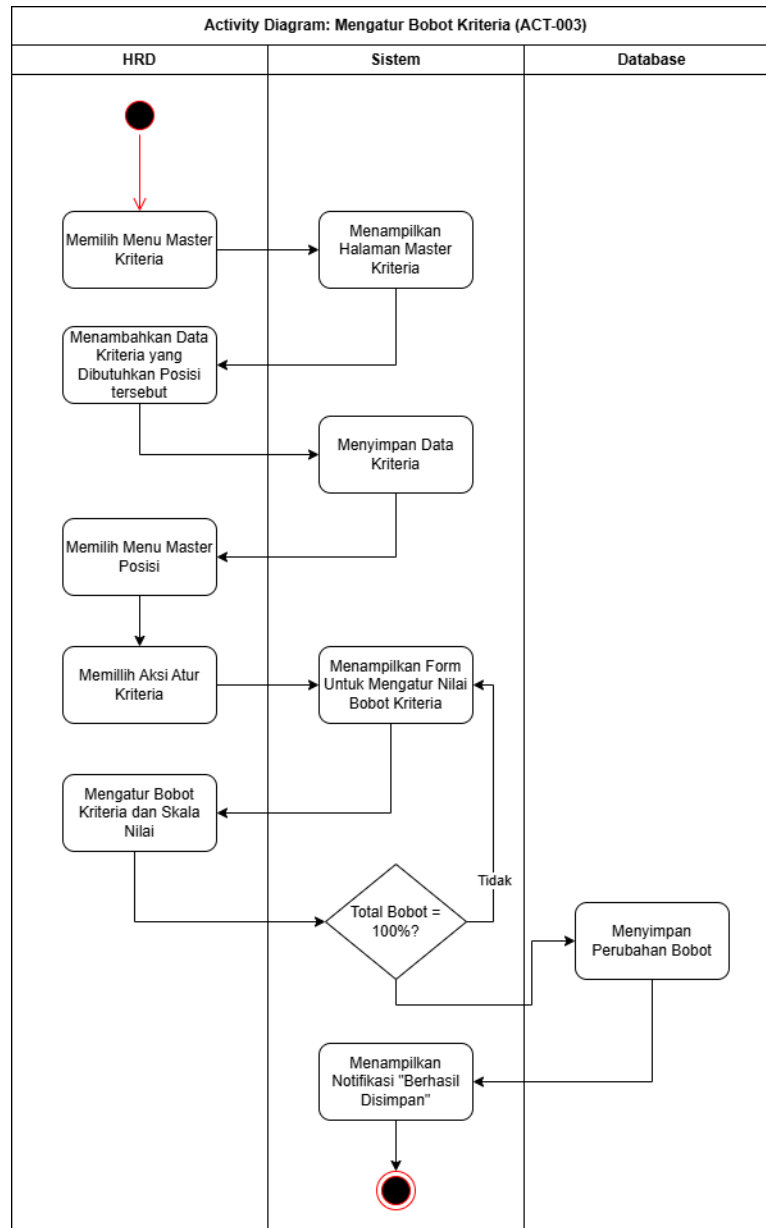 Activity Diagram: Mengatur Bobot Kriteria (ACT-003)
HRD
Sistem
Database
Memilih Menu Master
Kriteria
Menampilkan
Halaman Master
Kriteria
Menambahkan Data
Kriteria yang
Dibutuhkan Posisi
tersebut
Menyimpan Data
Kriteria
Memilih Menu Master
Posisi
Memillih Aksi Atur
Kriteria
Menampilkan Form
Untuk Mengatur Nilai
Bobot Kriteria
Mengatur Bobot
Kriteria dan Skala
Nilai
Total Bobot =
100%?
Tidak
Menyimpan
Perubahan Bobot
Menampilkan
Notifikasi "Berhasil
Disimpan"